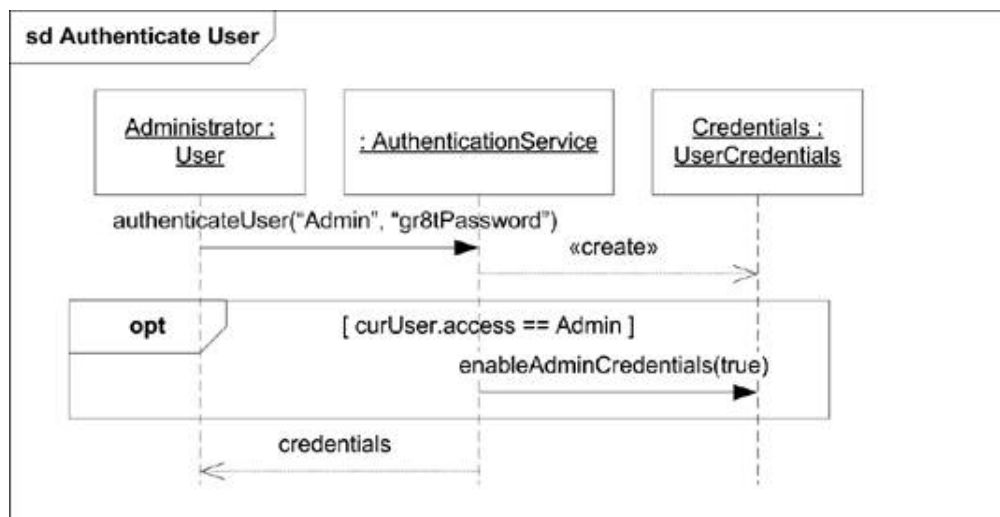 sd Authenticate User
Administrator :
User
: AuthenticationService
Credentials :
UserCredentials
authenticateUser(“Admin”, “gr8tPassword”)
«create»
opt
[ curUser.access == Admin ]
enableAdminCredentials(true)
credentials